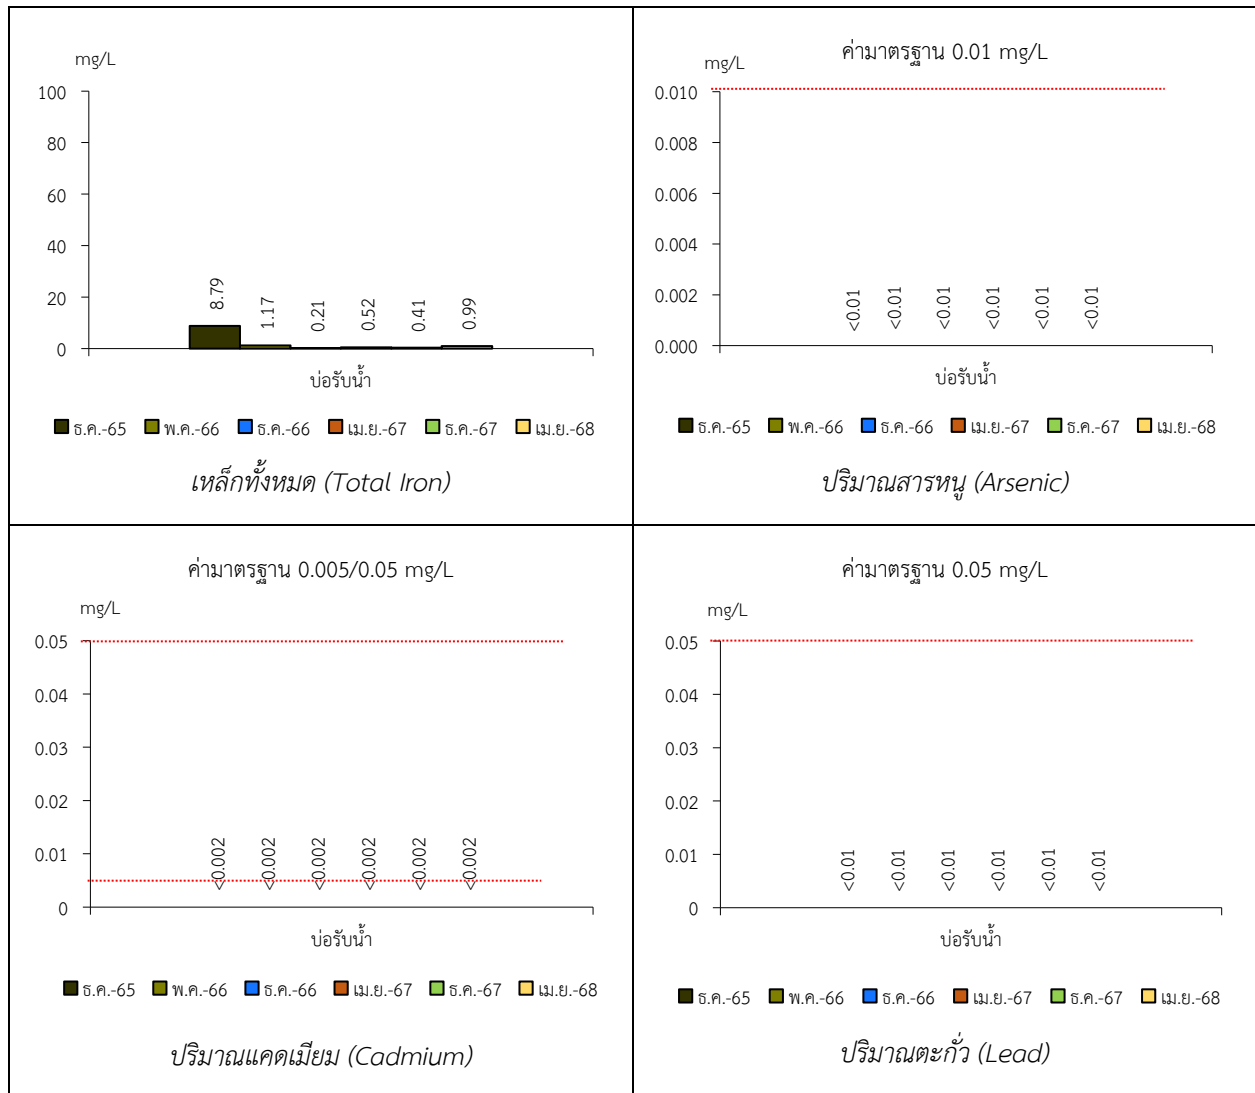 mg/L
100
80
60
40
20
0
8.79
1.17
0.21
0.52
0.41
0.99
บ่อรับน้ำ
ธ.ค.-65 พ.ค.-66 ธ.ค.-66 เม.ย.-67 ธ.ค.-67 เม.ย.-68
เหล็กทั้งหมด (Total Iron)
ค่ามาตรฐาน 0.01 mg/L
mg/L
0.010
0.008
0.006
0.004
0.002
0.000
<0.01
<0.01
<0.01
<0.01
<0.01
<0.01
บ่อรับน้ำ
ธ.ค.-65 พ.ค.-66 ธ.ค.-66 เม.ย.-67 ธ.ค.-67 เม.ย.-68
ปริมาณสารหนู (Arsenic)
ค่ามาตรฐาน 0.005/0.05 mg/L
mg/L
0.05
0.04
0.03
0.02
0.01
0
<0.002
<0.002
<0.002
<0.002
<0.002
<0.002
บ่อรับน้ำ
ธ.ค.-65 พ.ค.-66 ธ.ค.-66 เม.ย.-67 ธ.ค.-67 เม.ย.-68
ปริมาณแคดเมียม (Cadmium)
ค่ามาตรฐาน 0.05 mg/L
mg/L
0.05
0.04
0.03
0.02
0.01
0
<0.01
<0.01
<0.01
<0.01
<0.01
<0.01
บ่อรับน้ำ
ธ.ค.-65 พ.ค.-66 ธ.ค.-66 เม.ย.-67 ธ.ค.-67 เม.ย.-68
ปริมาณตะกั่ว (Lead)